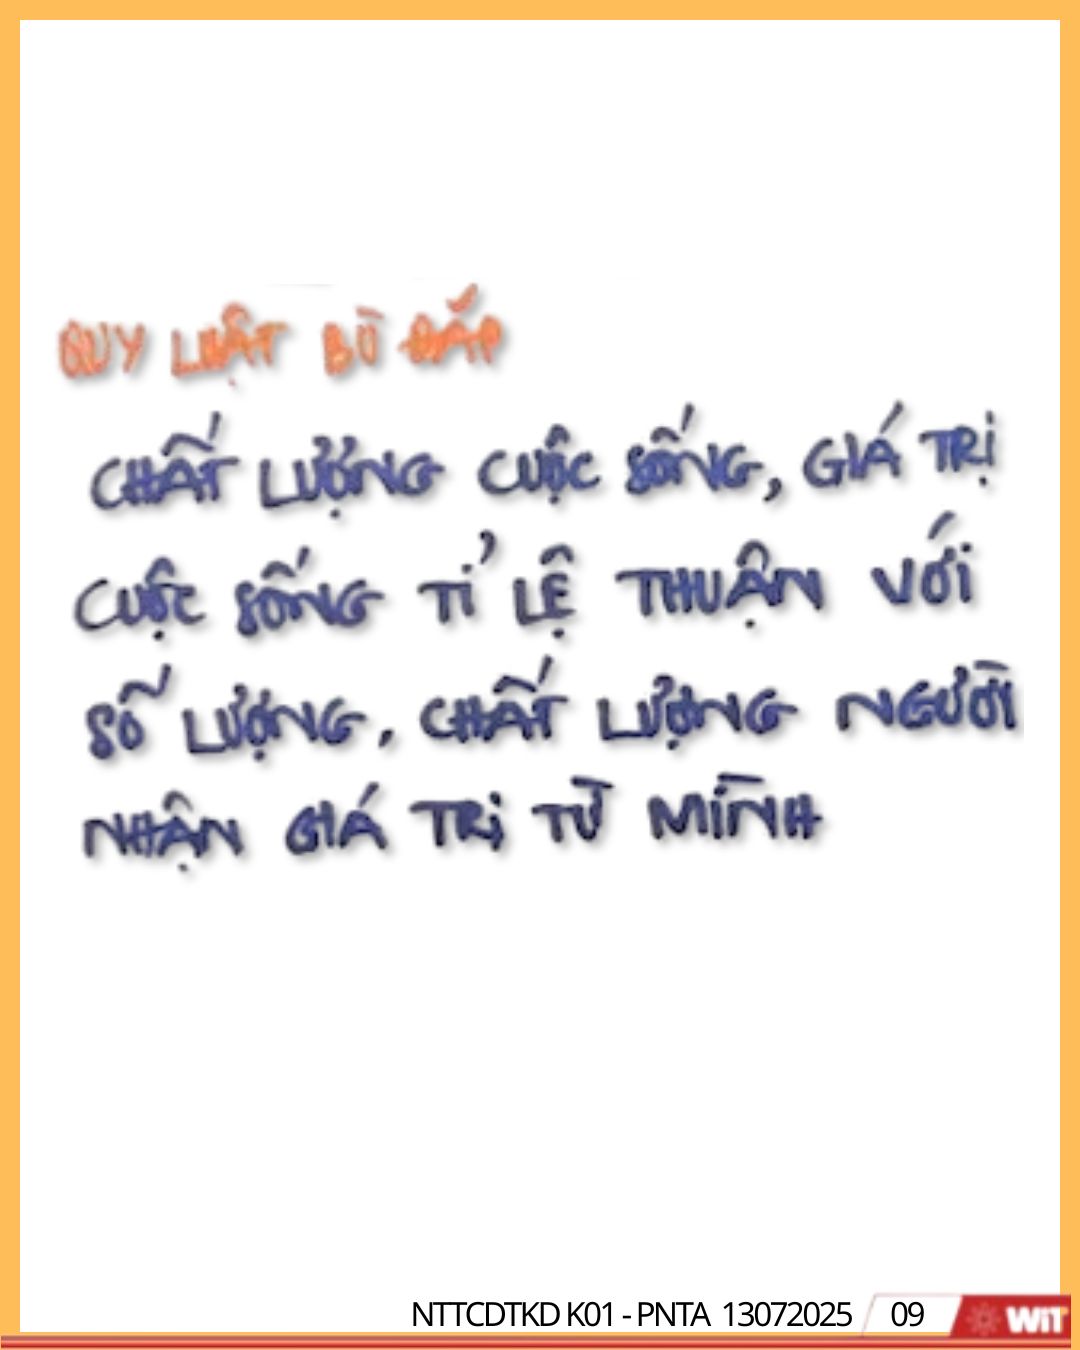 QUY LUẬT BÙ ĐẮP
CHẤT LƯỢNG CUỘC SỐNG, GIÁ TRỊ
CUỘC SỐNG TỈ LỆ THUẬN VỚI
SỐ LƯỢNG, CHẤT LƯỢNG NGƯỜI
NHẬN GIÁ TRỊ TỪ MÌNH
NTTCDTKD K01 - PNTA 13072025 09 WiT